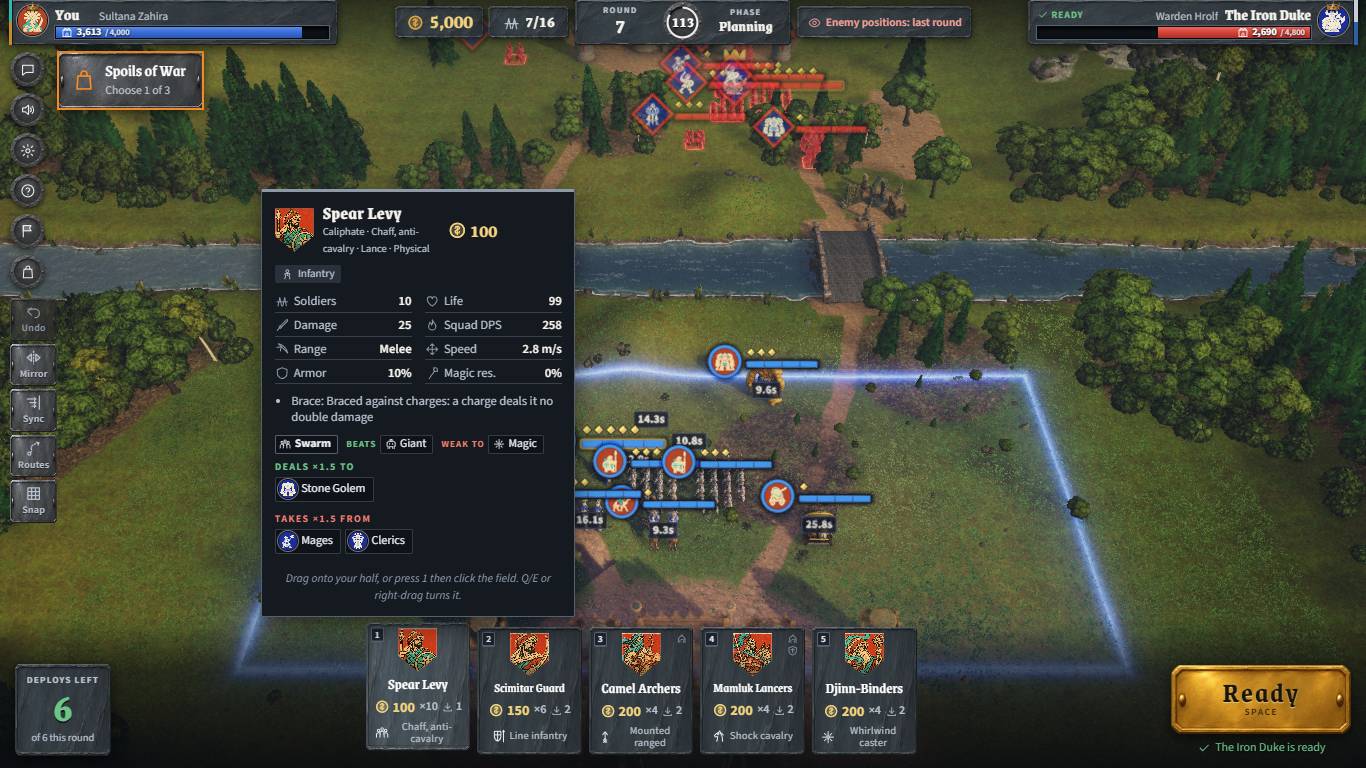 You Sultana Zahira
3,613 / 4,000
5,000
7/16
ROUND
7
113
PHASE
Planning
Enemy positions: last round
READY
Warden Hrolf The Iron Duke
2,690 / 4,800
Spoils of War
Choose 1 of 3
Undo
Mirror
Sync
Routes
Snap
Spear Levy
Caliphate · Chaff, anti-
cavalry · Lance · Physical
100
Infantry
Soldiers 10 Life 99
Damage 25 Squad DPS 258
Range Melee Speed 2.8 m/s
Armor 10% Magic res. 0%
• Brace: Braced against charges: a charge deals it no
double damage
Swarm BEATS Giant WEAK TO Magic
DEALS ×1.5 TO
Stone Golem
TAKES ×1.5 FROM
Mages Clerics
Drag onto your half, or press 1 then click the field. Q/E or
right-drag turns it.
9.6s
14.3s
10.8s
16.1s
9.3s
25.8s
DEPLOYS LEFT
6
of 6 this round
1
Spear Levy
100 ×10 1
Chaff, anti-
cavalry
2
Scimitar Guard
150 ×6 2
Line infantry
3
Camel Archers
200 ×4 2
Mounted
ranged
4
Mamluk Lancers
200 ×4 2
Shock cavalry
5
Djinn-Binders
200 ×4 2
Whirlwind
caster
Ready
SPACE
The Iron Duke is ready